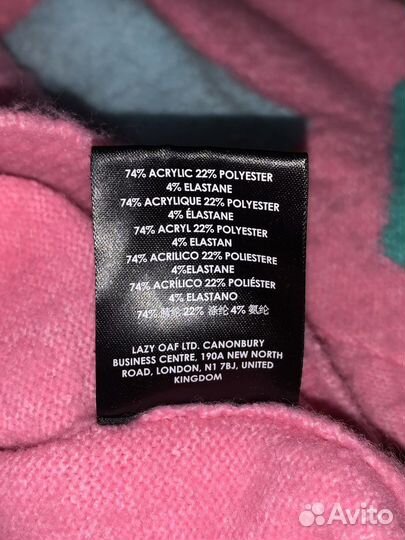 74% ACRYLIC 22% POLYESTER
4% ELASTANE
74% ACRYLIQUE 22% POLYESTER
4% ÉLASTANE
74% ACRYL 22% POLYESTER
4% ELASTAN
74% ACRILICO 22% POLIESTERE
4%ELASTANE
74% ACRÍLICO 22% POLIÉSTER
4% ELASTANO
74% 腈纶 22% 涤纶 4% 氨纶
LAZY OAF LTD. CANONBURY
BUSINESS CENTRE, 190A NEW NORTH
ROAD, LONDON, N1 7BJ, UNITED
KINGDOM
Avito